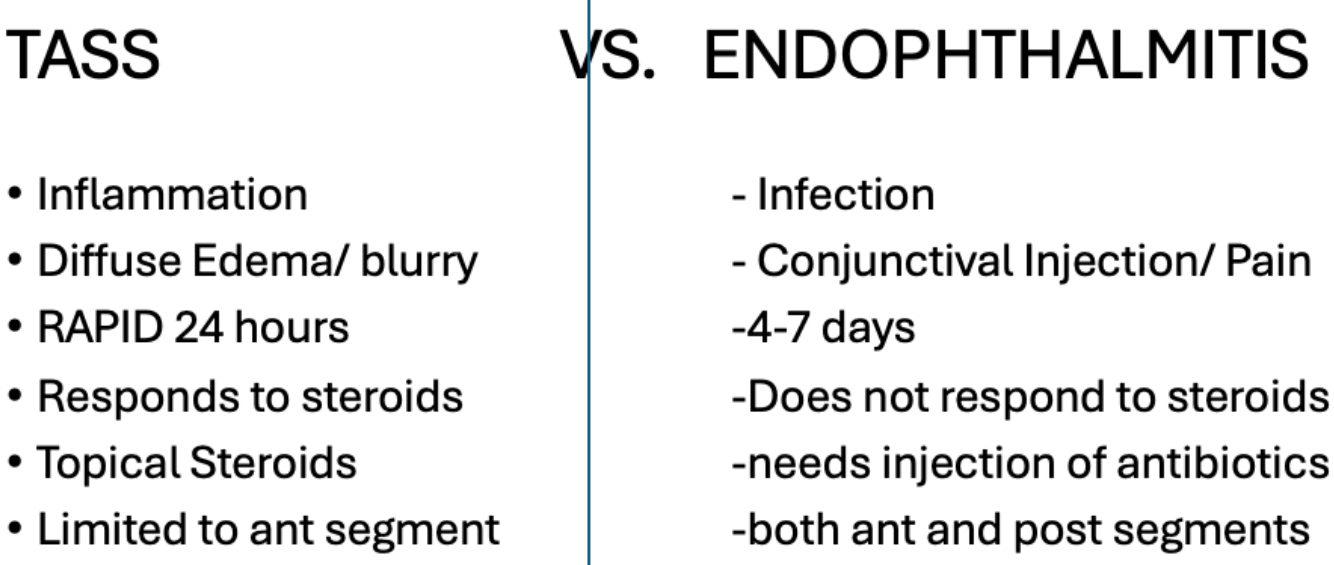 TASS VS. ENDOPHTHALMITIS
• Inflammation
• Diffuse Edema/ blurry
• RAPID 24 hours
• Responds to steroids
• Topical Steroids
• Limited to ant segment
- Infection
- Conjunctival Injection/ Pain
-4-7 days
-Does not respond to steroids
-needs injection of antibiotics
-both ant and post segments